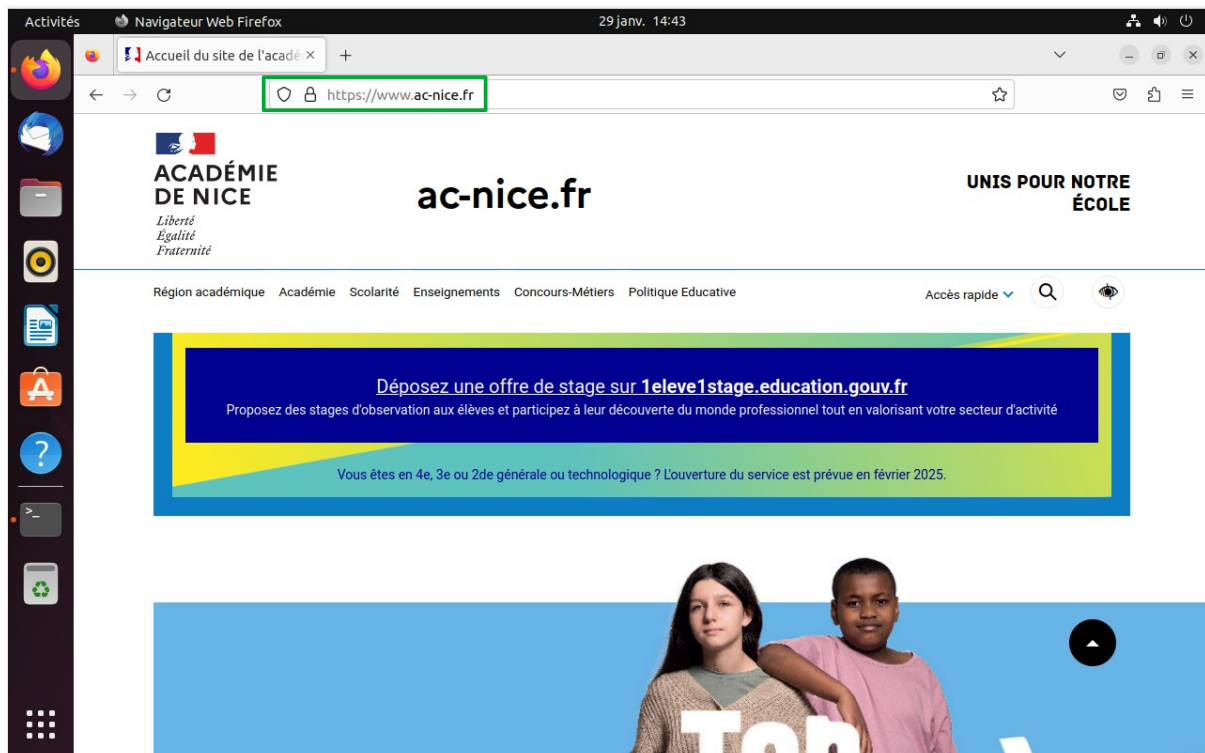 Activités Navigateur Web Firefox 29 janv. 14:43
Accueil du site de l'acadé
https://www.ac-nice.fr
ACADÉMIE
DE NICE
Liberté
Égalité
Fraternité
ac-nice.fr
UNIS POUR NOTRE
ÉCOLE
Région académique Académie Scolarité Enseignements Concours-Métiers Politique Educative Accès rapide
Déposez une offre de stage sur 1eleve1stage.education.gouv.fr
Proposez des stages d'observation aux élèves et participez à leur découverte du monde professionnel tout en valorisant votre secteur d'activité
Vous êtes en 4e, 3e ou 2de générale ou technologique ? L'ouverture du service est prévue en février 2025.
Top